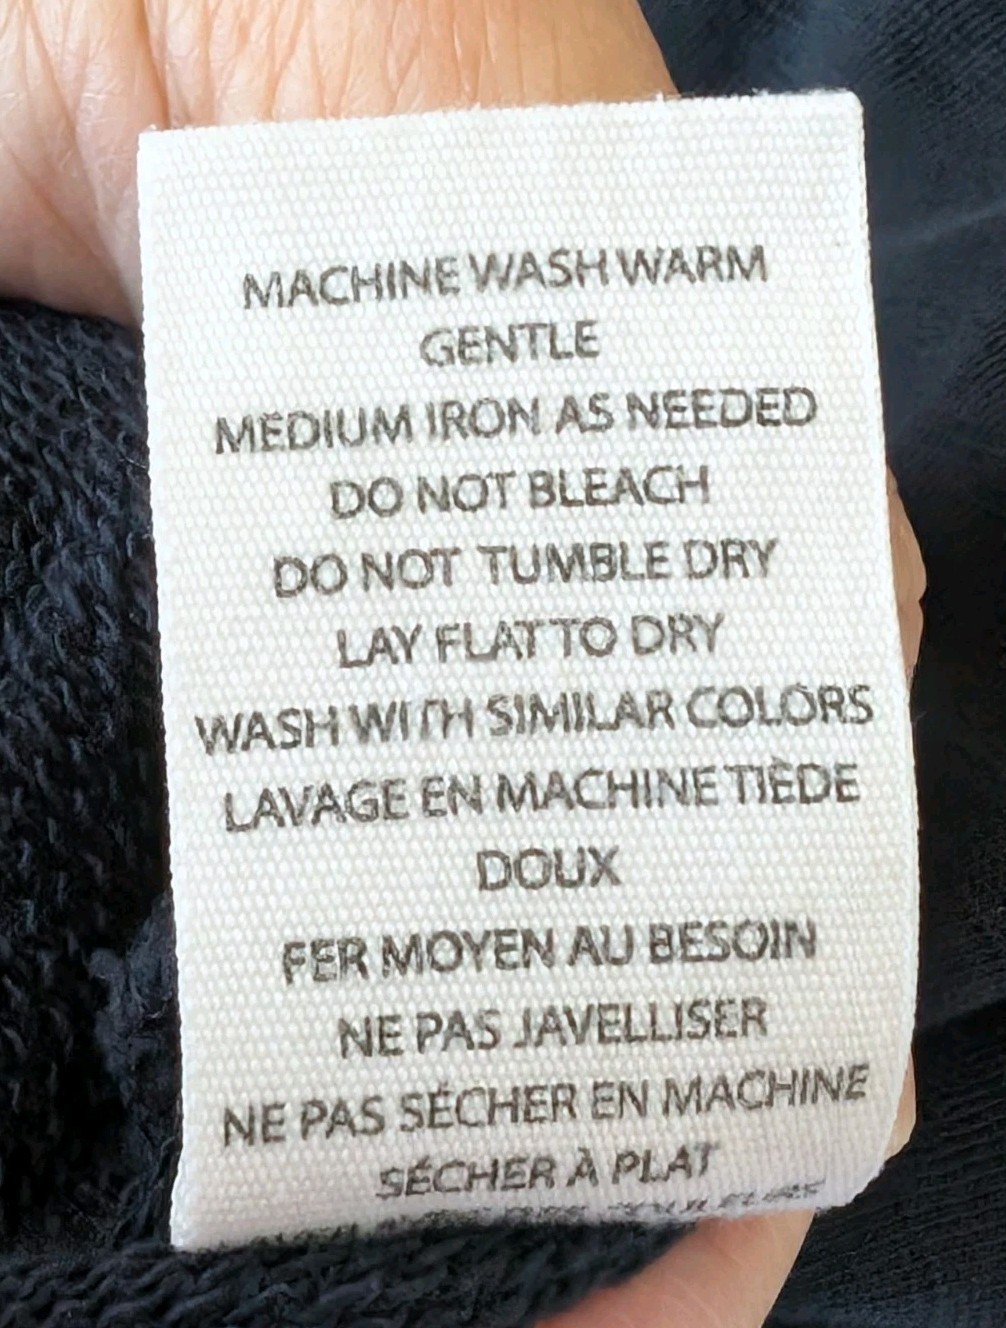 MACHINE WASH WARM
GENTLE
MEDIUM IRON AS NEEDED
DO NOT BLEACH
DO NOT TUMBLE DRY
LAY FLAT TO DRY
WASH WITH SIMILAR COLORS
LAVAGE EN MACHINE TIÈDE
DOUX
FER MOYEN AU BESOIN
NE PAS JAVELLISER
NE PAS SÉCHER EN MACHINE
SÉCHER À PLAT